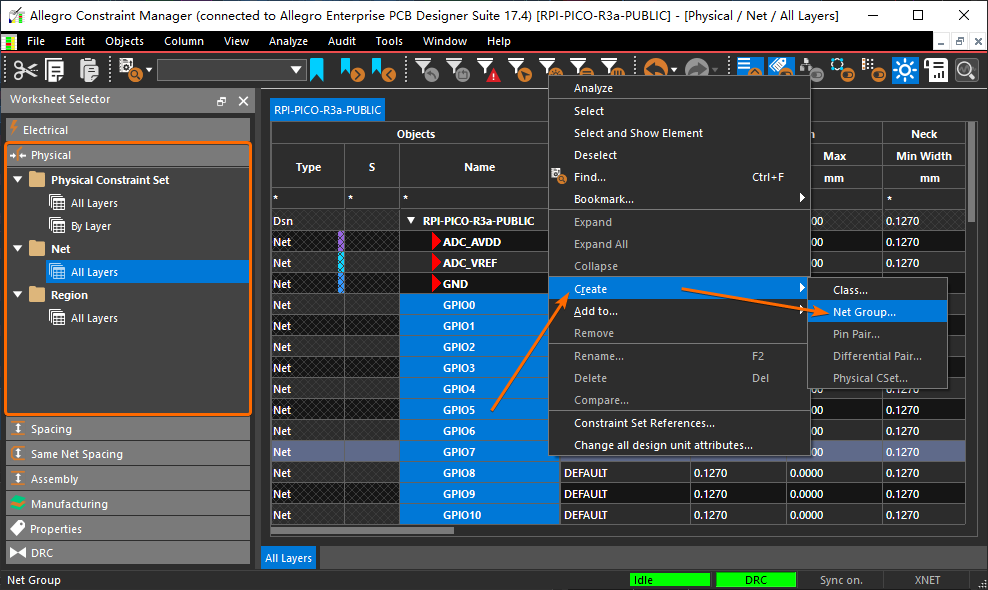 Allegro Constraint Manager (connected to Allegro Enterprise PCB Designer Suite 17.4) [RPI-PICO-R3a-PUBLIC] - [Physical / Net / All Layers]
File Edit Objects Column View Analyze Audit Tools Window Help
Worksheet Selector
Electrical
Physical
Physical Constraint Set
All Layers
By Layer
Net
All Layers
Region
All Layers
Spacing
Same Net Spacing
Assembly
Manufacturing
Properties
DRC
RPI-PICO-R3a-PUBLIC
Objects Neck
Type S Name Max Min Width
mm mm
* * * *
Dsn RPI-PICO-R3a-PUBLIC 00 0.1270
Net ADC_AVDD 00 0.1270
Net ADC_VREF 00 0.1270
Net GND
Net GPIO0
Net GPIO1
Net GPIO2
Net GPIO3
Net GPIO4
Net GPIO5 00 0.1270
Net GPIO6 00 0.1270
Net GPIO7 00 0.1270
Net GPIO8 DEFAULT 0.1270 0.0000 0.1270
Net GPIO9 DEFAULT 0.1270 0.0000 0.1270
Net GPIO10 DEFAULT 0.1270 0.0000 0.1270
Analyze
Select
Select and Show Element
Deselect
Find... Ctrl+F
Bookmark...
Expand
Expand All
Collapse
Create
Add to...
Remove
Rename... F2
Delete Del
Compare...
Constraint Set References...
Change all design unit attributes...
Class...
Net Group...
Pin Pair...
Differential Pair...
Physical CSet...
All Layers
Net Group Idle DRC Sync on. XNET